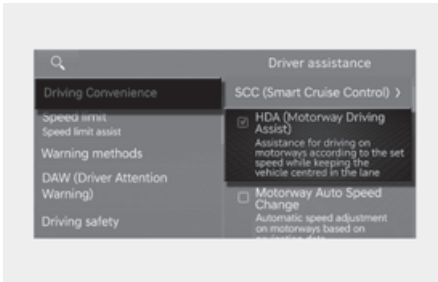 Driver assistance
Driving Convenience
Speed limit
Speed limit assist
Warning methods
DAW (Driver Attention
Warning)
Driving safety
SCC (Smart Cruise Control) >
HDA (Motorway Driving
Assist)
Assistance for driving on
motorways according to the set
speed while keeping the
vehicle centred in the lane
Motorway Auto Speed
Change
Automatic speed adjustment
on motorways based on
navigation data